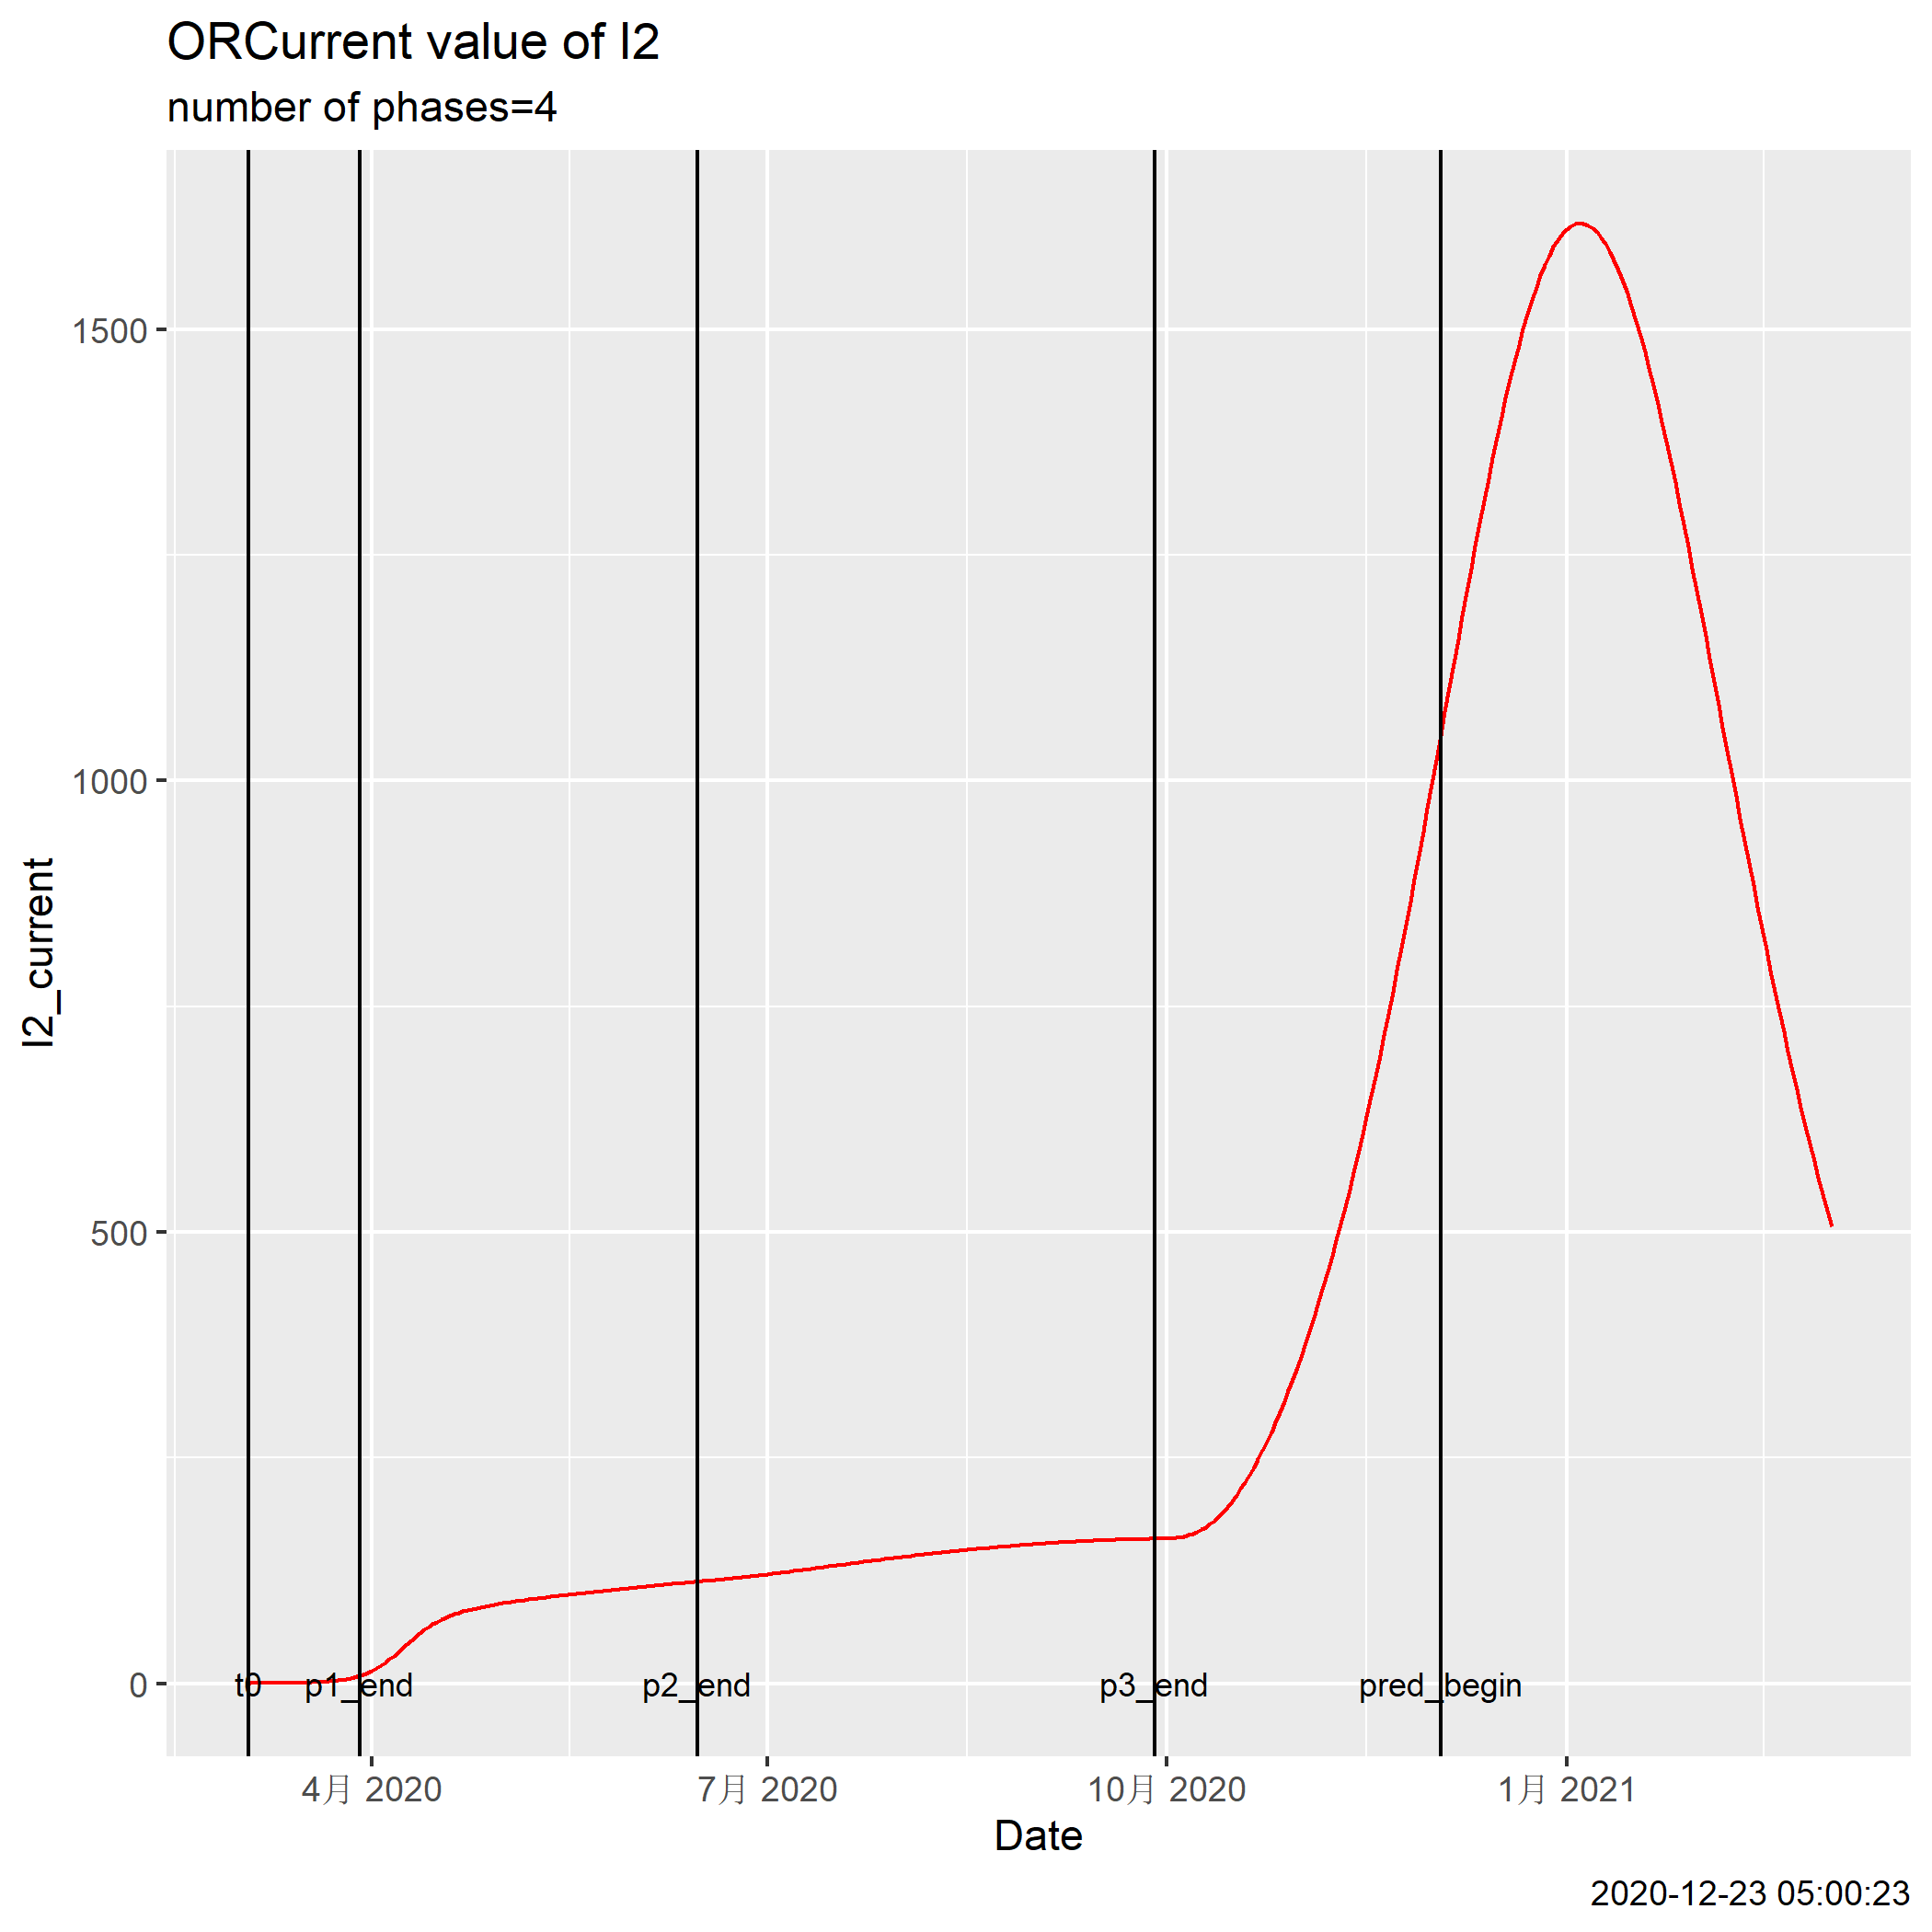 ORCurrent value of I2
number of phases=4
I2_current
1500
1000
500
0
t0 p1_end p2_end p3_end pred_begin
4月 2020 7月 2020 10月 2020 1月 2021
Date
2020-12-23 05:00:23